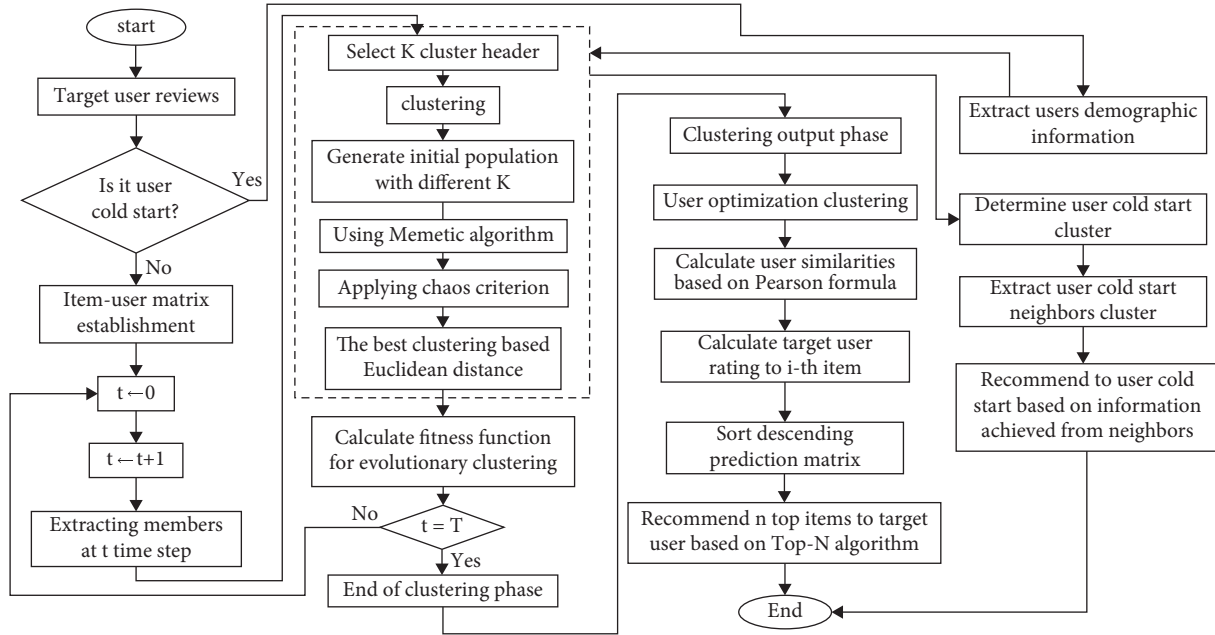 start
Target user reviews
Is it user
cold start?
Yes
No
Item-user matrix
establishment
t ←0
t ← t+1
Extracting members
at t time step
Select K cluster header
clustering
Generate initial population
with different K
Using Memetic algorithm
Applying chaos criterion
The best clustering based
Euclidean distance
Calculate fitness function
for evolutionary clustering
No
t = T
Yes
End of clustering phase
Clustering output phase
User optimization clustering
Calculate user similarities
based on Pearson formula
Calculate target user
rating to i-th item
Sort descending
prediction matrix
Recommend n top items to target
user based on Top-N algorithm
End
Extract users demographic
information
Determine user cold start
cluster
Extract user cold start
neighbors cluster
Recommend to user cold
start based on information
achieved from neighbors